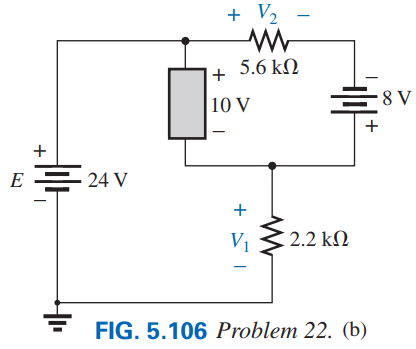 + V₂ −
5.6 kΩ
+
10 V
−
−
8 V
+
+
E
24 V
−
+
V₁
2.2 kΩ
−
FIG. 5.106 Problem 22. (b)